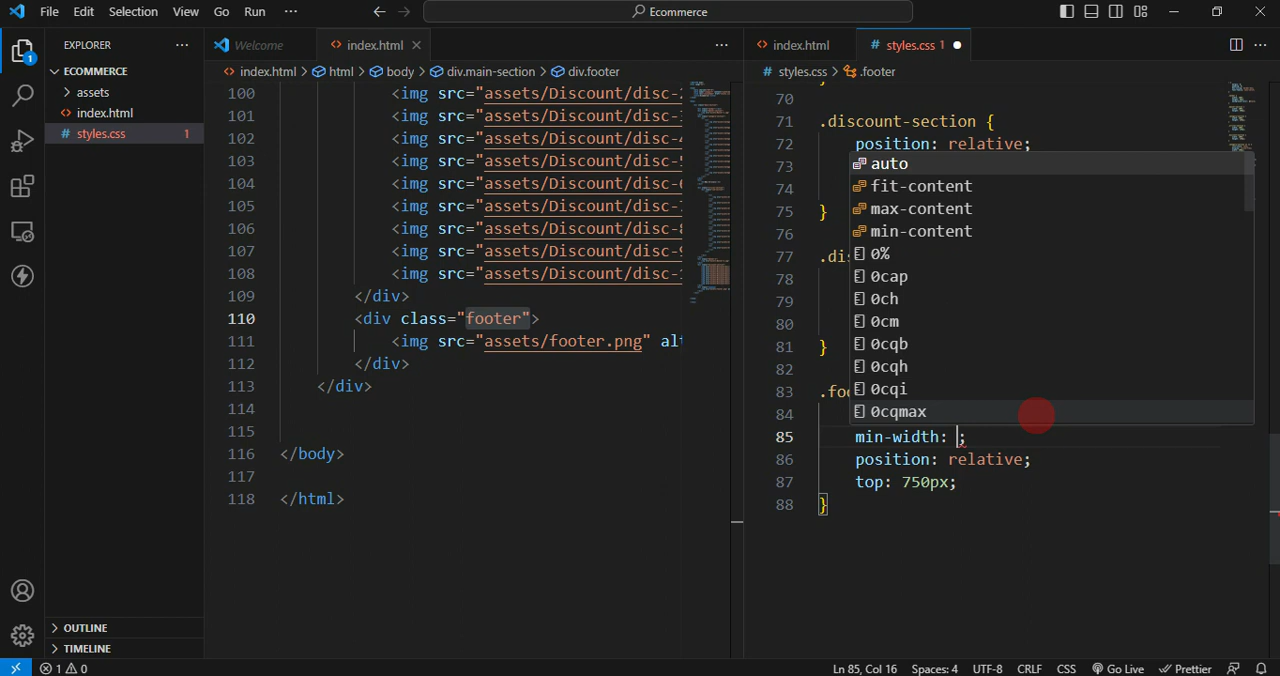 File Edit Selection View Go Run ··· Ecommerce
EXPLORER ···
ECOMMERCE
assets
index.html
styles.css 1
OUTLINE
TIMELINE
Welcome index.html
index.html > html > body > div.main-section > div.footer
100 <img src="assets/Discount/disc-
101 <img src="assets/Discount/disc-
102 <img src="assets/Discount/disc-
103 <img src="assets/Discount/disc-
104 <img src="assets/Discount/disc-
105 <img src="assets/Discount/disc-
106 <img src="assets/Discount/disc-
107 <img src="assets/Discount/disc-
108 <img src="assets/Discount/disc-
109 </div>
110 <div class="footer">
111 <img src="assets/footer.png" al
112 </div>
113 </div>
114
115
116 </body>
117
118 </html>
index.html styles.css 1
styles.css > .footer
70
71 .discount-section {
72 position: relative;
73
74
75 }
76
77 .di
78
79
80
81 }
82
83 .foo
84
85 min-width: ;
86 position: relative;
87 top: 750px;
88 }
auto
fit-content
max-content
min-content
0%
0cap
0ch
0cm
0cqb
0cqh
0cqi
0cqmax
1 0 Ln 85, Col 16 Spaces: 4 UTF-8 CRLF CSS Go Live Prettier